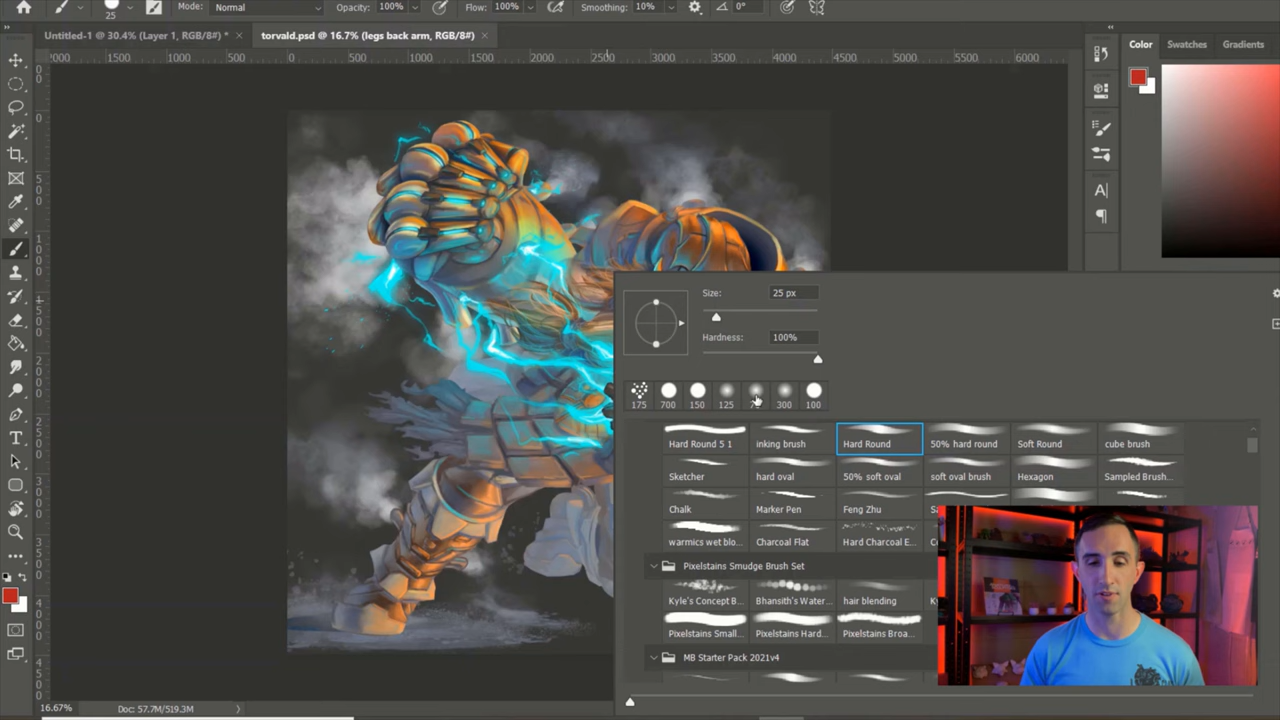 25
Mode: Normal
Opacity: 100%
Flow: 100%
Smoothing: 10%
0°
Untitled-1 @ 30.4% (Layer 1, RGB/8#) *
torvald.psd @ 16.7% (legs back arm, RGB/8#)
Color
Swatches
Gradients
2000 1500 1000 500 0 500 1000 1500 2000 2500 3000 3500 4000 4500 5000 5500 6000
Size: 25 px
Hardness: 100%
175 700 150 125 300 100
Hard Round 5 1
inking brush
Hard Round
50% hard round
Soft Round
cube brush
Sketcher
hard oval
50% soft oval
soft oval brush
Hexagon
Sampled Brush...
Chalk
Marker Pen
Feng Zhu
warmics wet blo...
Charcoal Flat
Hard Charcoal E...
Pixelstains Smudge Brush Set
Kyle's Concept B...
Bhansith's Water...
hair blending
Pixelstains Small...
Pixelstains Hard...
Pixelstains Broa...
MB Starter Pack 2021v4
16.67%
Doc: 57.7M/519.3M